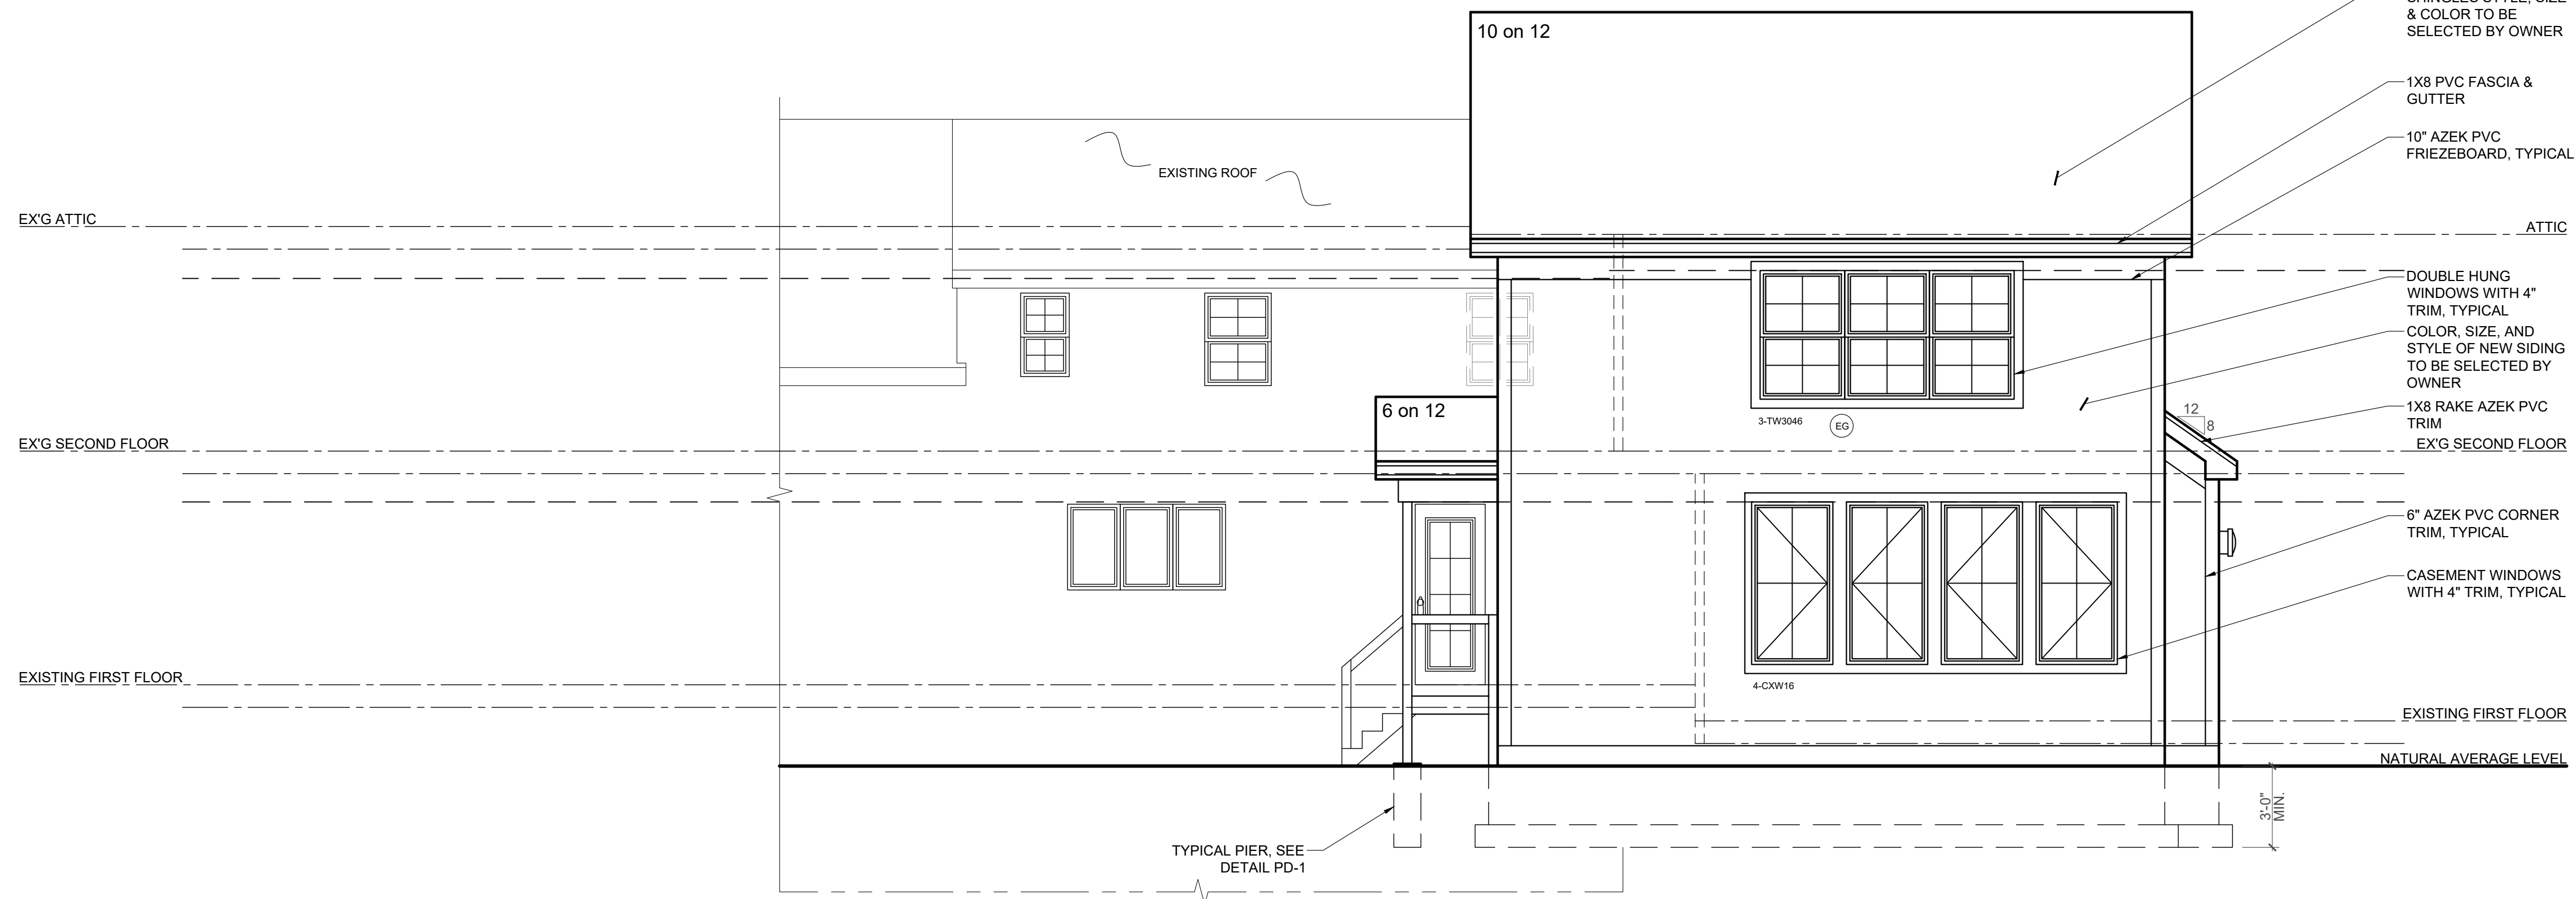 SHINGLES STYLE, SIZE
& COLOR TO BE
SELECTED BY OWNER
10 on 12
1X8 PVC FASCIA &
GUTTER
10" AZEK PVC
FRIEZEBOARD, TYPICAL
EXISTING ROOF
EX'G ATTIC
ATTIC
DOUBLE HUNG
WINDOWS WITH 4"
TRIM, TYPICAL
COLOR, SIZE, AND
STYLE OF NEW SIDING
TO BE SELECTED BY
OWNER
6 on 12
3-TW3046
EG
12
8
1X8 RAKE AZEK PVC
TRIM
EX'G SECOND FLOOR
EX'G SECOND FLOOR
6" AZEK PVC CORNER
TRIM, TYPICAL
CASEMENT WINDOWS
WITH 4" TRIM, TYPICAL
EXISTING FIRST FLOOR
4-CXW16
EXISTING FIRST FLOOR
NATURAL AVERAGE LEVEL
3'-0"
MIN.
TYPICAL PIER, SEE
DETAIL PD-1